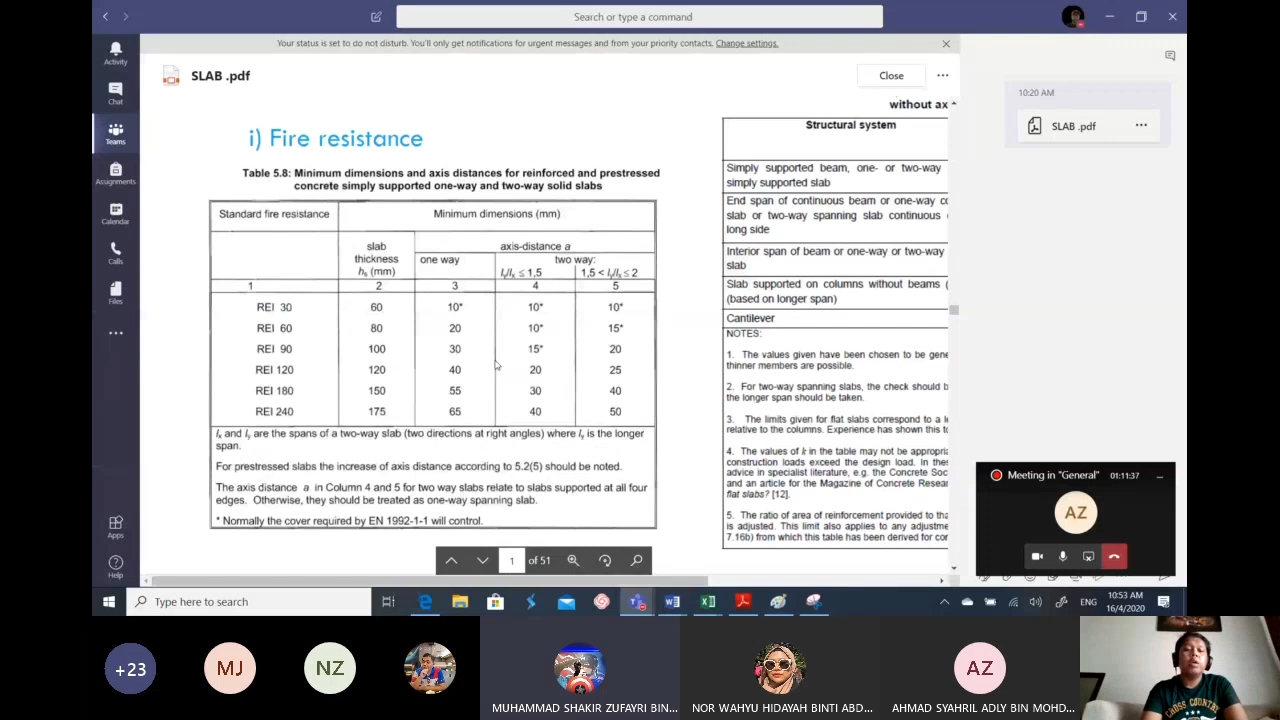 Search or type a command
Your status is set to do not disturb. You'll only get notifications for urgent messages and from your priority contacts. Change settings.
Activity
Chat
Teams
Assignments
Calendar
Calls
Files
Apps
Help
SLAB .pdf
Close
i) Fire resistance
Table 5.8: Minimum dimensions and axis distances for reinforced and prestressed
concrete simply supported one-way and two-way solid slabs
Standard fire resistance
Minimum dimensions (mm)
slab
thickness
hs (mm)
axis-distance a
one way
two way:
ly/lx ≤ 1,5
1,5 < ly/lx ≤ 2
1 2 3 4 5
REI 30 60 10* 10* 10*
REI 60 80 20 10* 15*
REI 90 100 30 15* 20
REI 120 120 40 20 25
REI 180 150 55 30 40
REI 240 175 65 40 50
lx and ly are the spans of a two-way slab (two directions at right angles) where ly is the longer
span.
For prestressed slabs the increase of axis distance according to 5.2(5) should be noted.
The axis distance a in Column 4 and 5 for two way slabs relate to slabs supported at all four
edges. Otherwise, they should be treated as one-way spanning slab.
* Normally the cover required by EN 1992-1-1 will control.
1 of 51
without ax
Structural system
Simply supported beam, one- or two-way
simply supported slab
End span of continuous beam or one-way co
slab or two-way spanning slab continuous
long side
Interior span of beam or one-way or two-way
slab
Slab supported on columns without beams (
(based on longer span)
Cantilever
NOTES:
1. The values given have been chosen to be gene
thinner members are possible.
2. For two-way spanning slabs, the check should b
the longer span should be taken.
3. The limits given for flat slabs correspond to a le
relative to the columns. Experience has shown this to
4. The values of k in the table may not be appropria
construction loads exceed the design load. In thes
advice in specialist literature, e.g. the Concrete Soc
and an article for the Magazine of Concrete Resear
flat slabs? [12].
5. The ratio of area of reinforcement provided to tha
is adjusted. This limit also applies to any adjustme
7.16b) from which this table has been derived for con
10:20 AM
SLAB .pdf
Meeting in "General" 01:11:37
AZ
Type here to search
ENG
10:53 AM
16/4/2020
+23
MJ
NZ
AZ
MUHAMMAD SHAKIR ZUFAYRI BIN...
NOR WAHYU HIDAYAH BINTI ABD...
AHMAD SYAHRIL ADLY BIN MOHD...